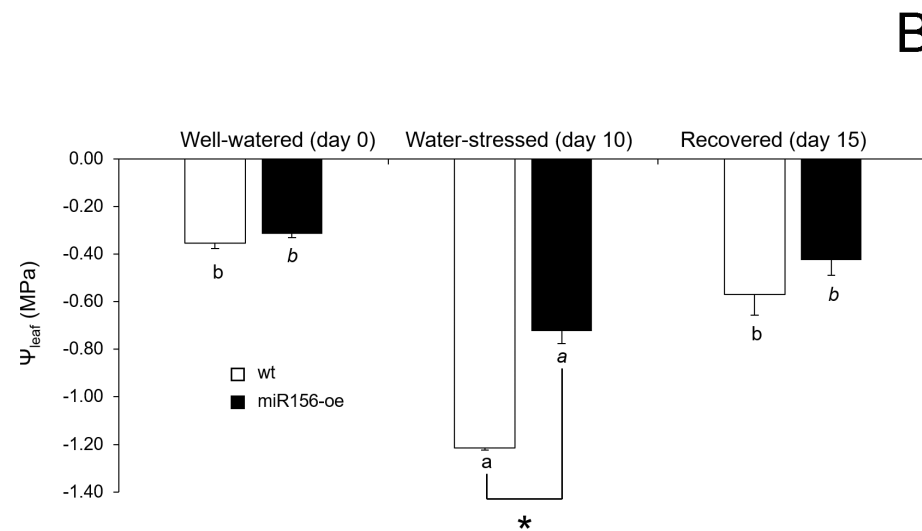 B
Well-watered (day 0) Water-stressed (day 10) Recovered (day 15)
0.00
-0.20
-0.40
-0.60
-0.80
-1.00
-1.20
-1.40
Ψleaf (MPa)
b b a a b b
wt
miR156-oe
*